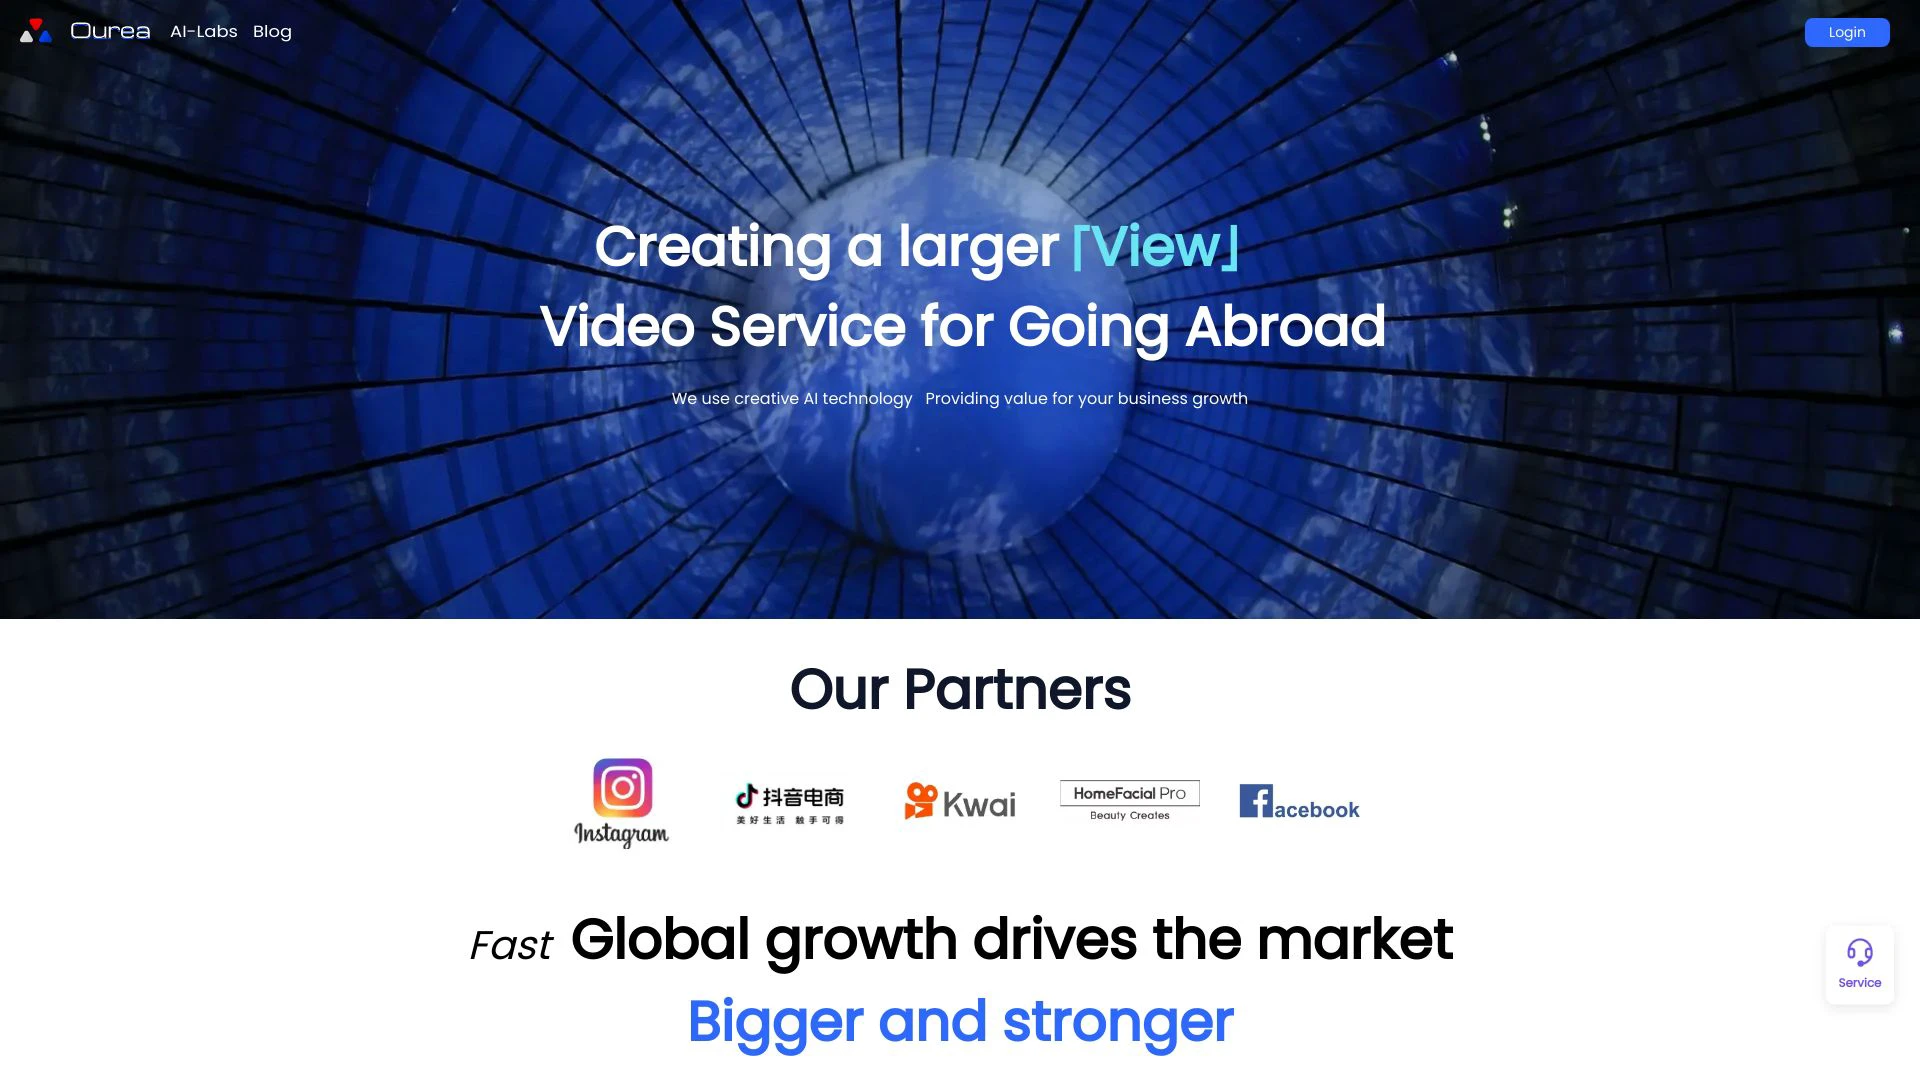 Ourea AI-Labs Blog Login
Creating a larger「View」
Video Service for Going Abroad
We use creative AI technology Providing value for your business growth
Our Partners
Instagram
抖音电商
美好生活 触手可得
Kwai
HomeFacial Pro
Beauty Creates
facebook
Fast Global growth drives the market
Bigger and stronger
Service